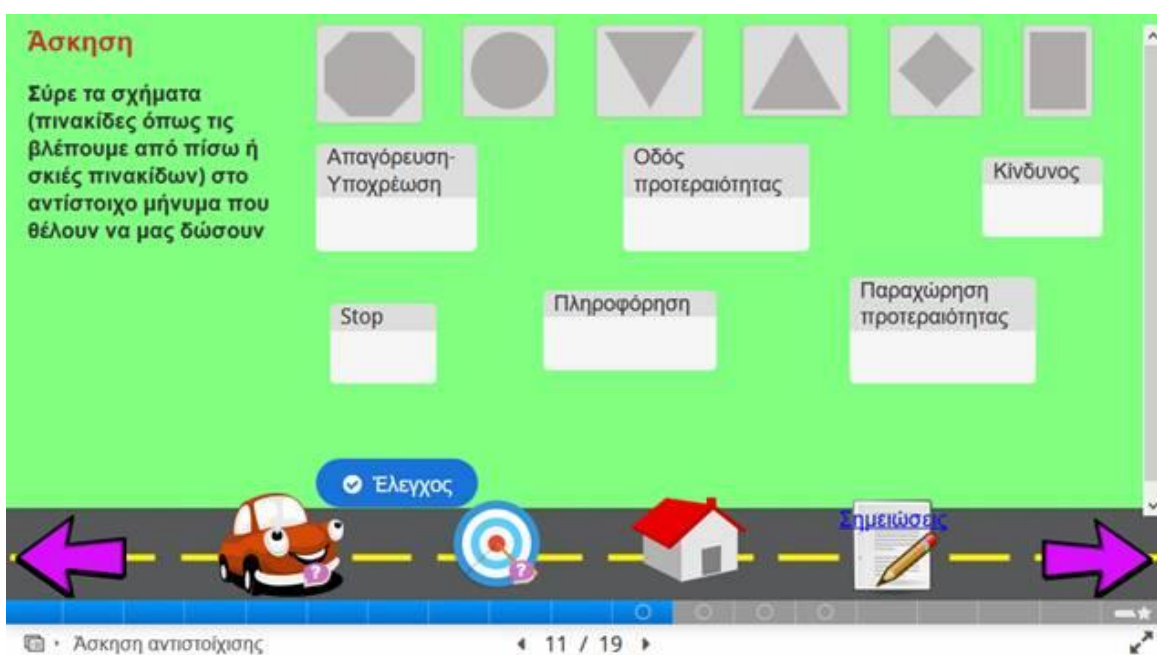 Άσκηση
Σύρε τα σχήματα
(πινακίδες όπως τις
βλέπουμε από πίσω ή
σκιές πινακίδων) στο
αντίστοιχο μήνυμα που
θέλουν να μας δώσουν
Απαγόρευση-
Υποχρέωση
Οδός
προτεραιότητας
Κίνδυνος
Stop
Πληροφόρηση
Παραχώρηση
προτεραιότητας
Έλεγχος
?
?
Σημειώσεις
Άσκηση αντιστοίχισης
11 / 19